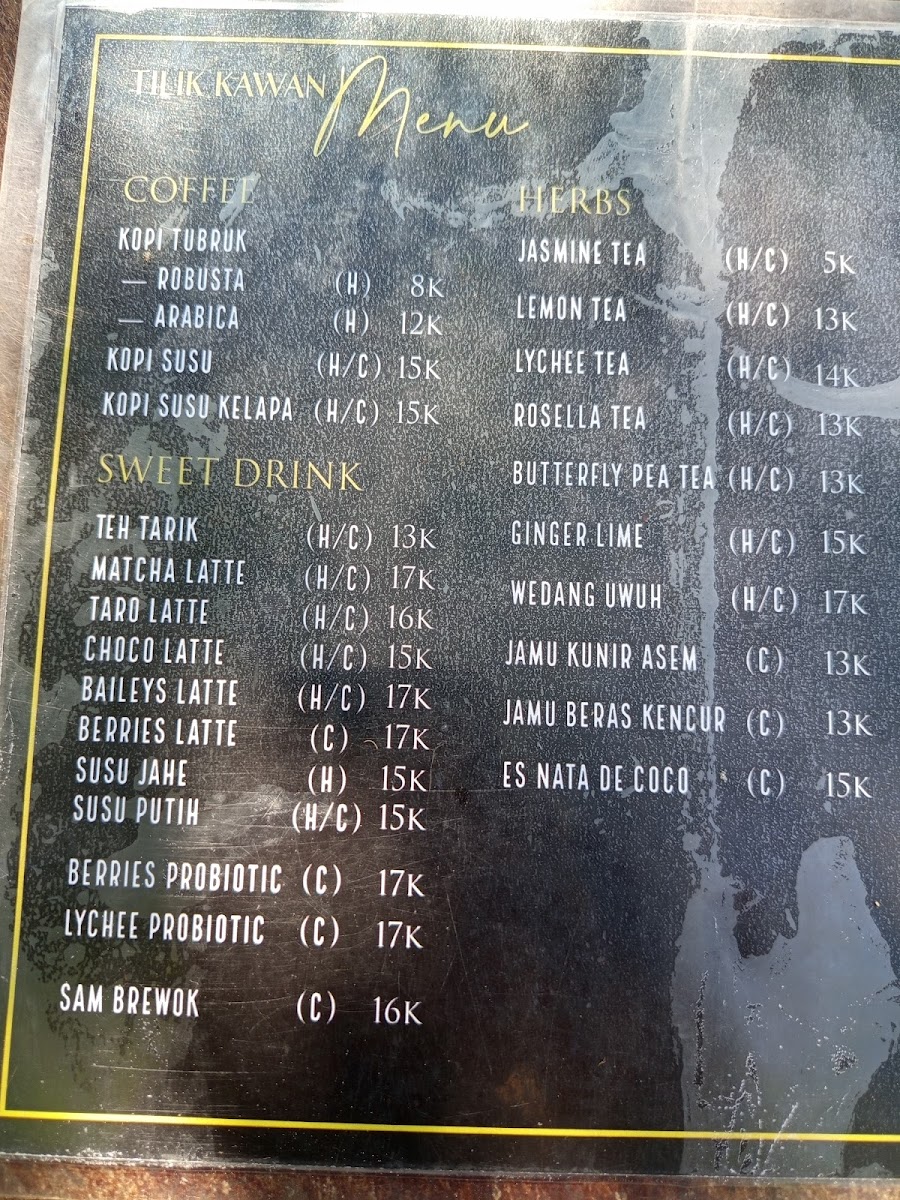 TILIK KAWAN Menu
COFFEE
KOPI TUBRUK
— ROBUSTA (H) 8K
— ARABICA (H) 12K
KOPI SUSU (H/C) 15K
KOPI SUSU KELAPA (H/C) 15K
SWEET DRINK
TEH TARIK (H/C) 13K
MATCHA LATTE (H/C) 17K
TARO LATTE (H/C) 16K
CHOCO LATTE (H/C) 15K
BAILEYS LATTE (H/C) 17K
BERRIES LATTE (C) 17K
SUSU JAHE (H) 15K
SUSU PUTIH (H/C) 15K
BERRIES PROBIOTIC (C) 17K
LYCHEE PROBIOTIC (C) 17K
SAM BREWOK (C) 16K
HERBS
JASMINE TEA (H/C) 5K
LEMON TEA (H/C) 13K
LYCHEE TEA (H/C) 14K
ROSELLA TEA (H/C) 13K
BUTTERFLY PEA TEA (H/C) 13K
GINGER LIME (H/C) 15K
WEDANG UWUH (H/C) 17K
JAMU KUNIR ASEM (C) 13K
JAMU BERAS KENCUR (C) 13K
ES NATA DE COCO (C) 15K